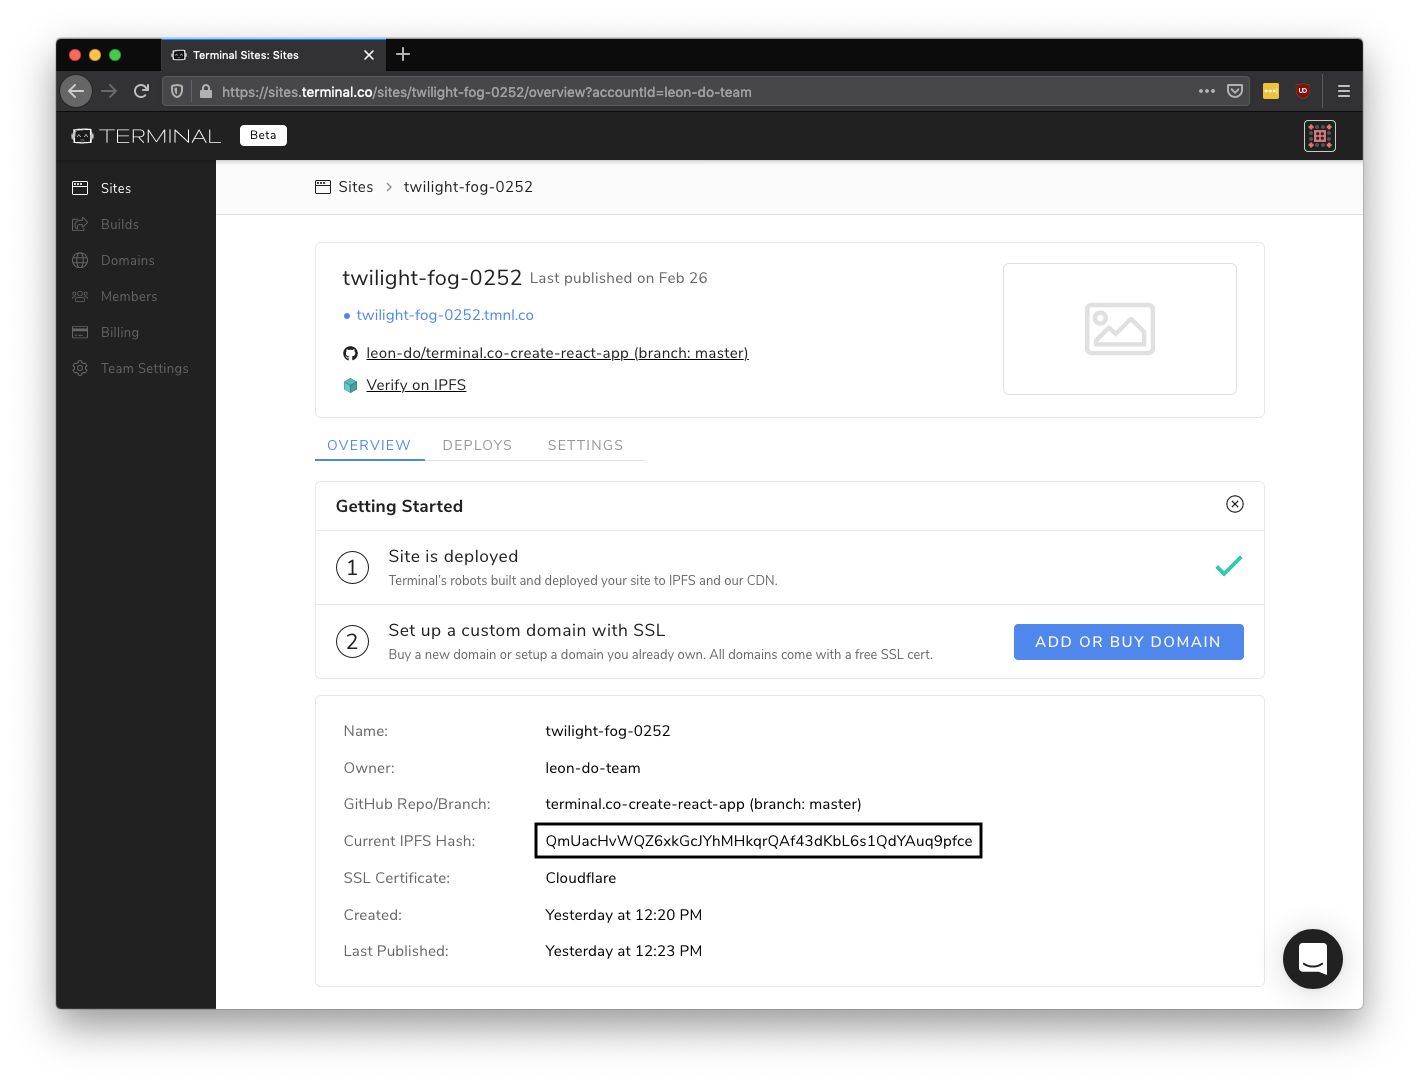 Terminal Sites: Sites
https://sites.terminal.co/sites/twilight-fog-0252/overview?accountId=leon-do-team
TERMINAL Beta
Sites
Builds
Domains
Members
Billing
Team Settings
Sites > twilight-fog-0252
twilight-fog-0252 Last published on Feb 26
twilight-fog-0252.tmnl.co
leon-do/terminal.co-create-react-app (branch: master)
Verify on IPFS
OVERVIEW DEPLOYS SETTINGS
Getting Started
1 Site is deployed
Terminal's robots built and deployed your site to IPFS and our CDN.
2 Set up a custom domain with SSL
Buy a new domain or setup a domain you already own. All domains come with a free SSL cert.
ADD OR BUY DOMAIN
Name: twilight-fog-0252
Owner: leon-do-team
GitHub Repo/Branch: terminal.co-create-react-app (branch: master)
Current IPFS Hash: QmUacHvWQZ6xkGcJYhMHkqrQAf43dKbL6s1QdYAuq9pfce
SSL Certificate: Cloudflare
Created: Yesterday at 12:20 PM
Last Published: Yesterday at 12:23 PM